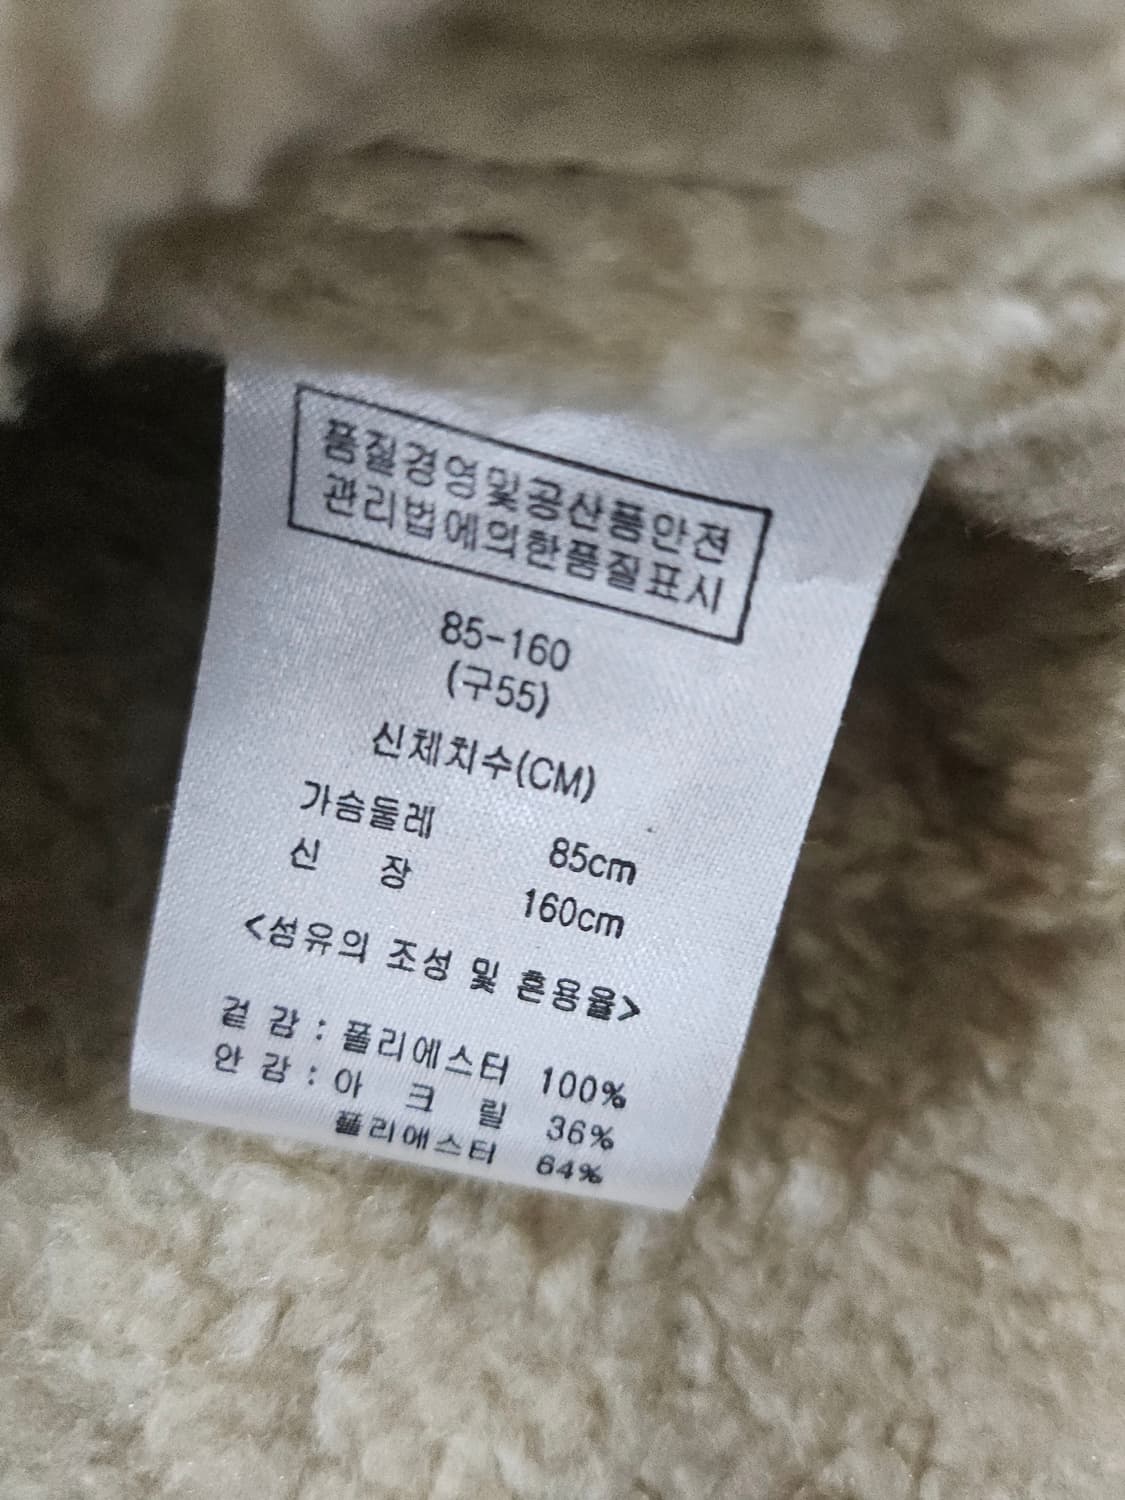 품질경영및공산품안전
관리법에의한품질표시
85-160
(구55)
신체치수(CM)
가슴둘레 85cm
신 장 160cm
<섬유의 조성 및 혼용율>
겉 감 : 폴리에스터 100%
안 감 : 아 크 릴 36%
폴리에스터 64%